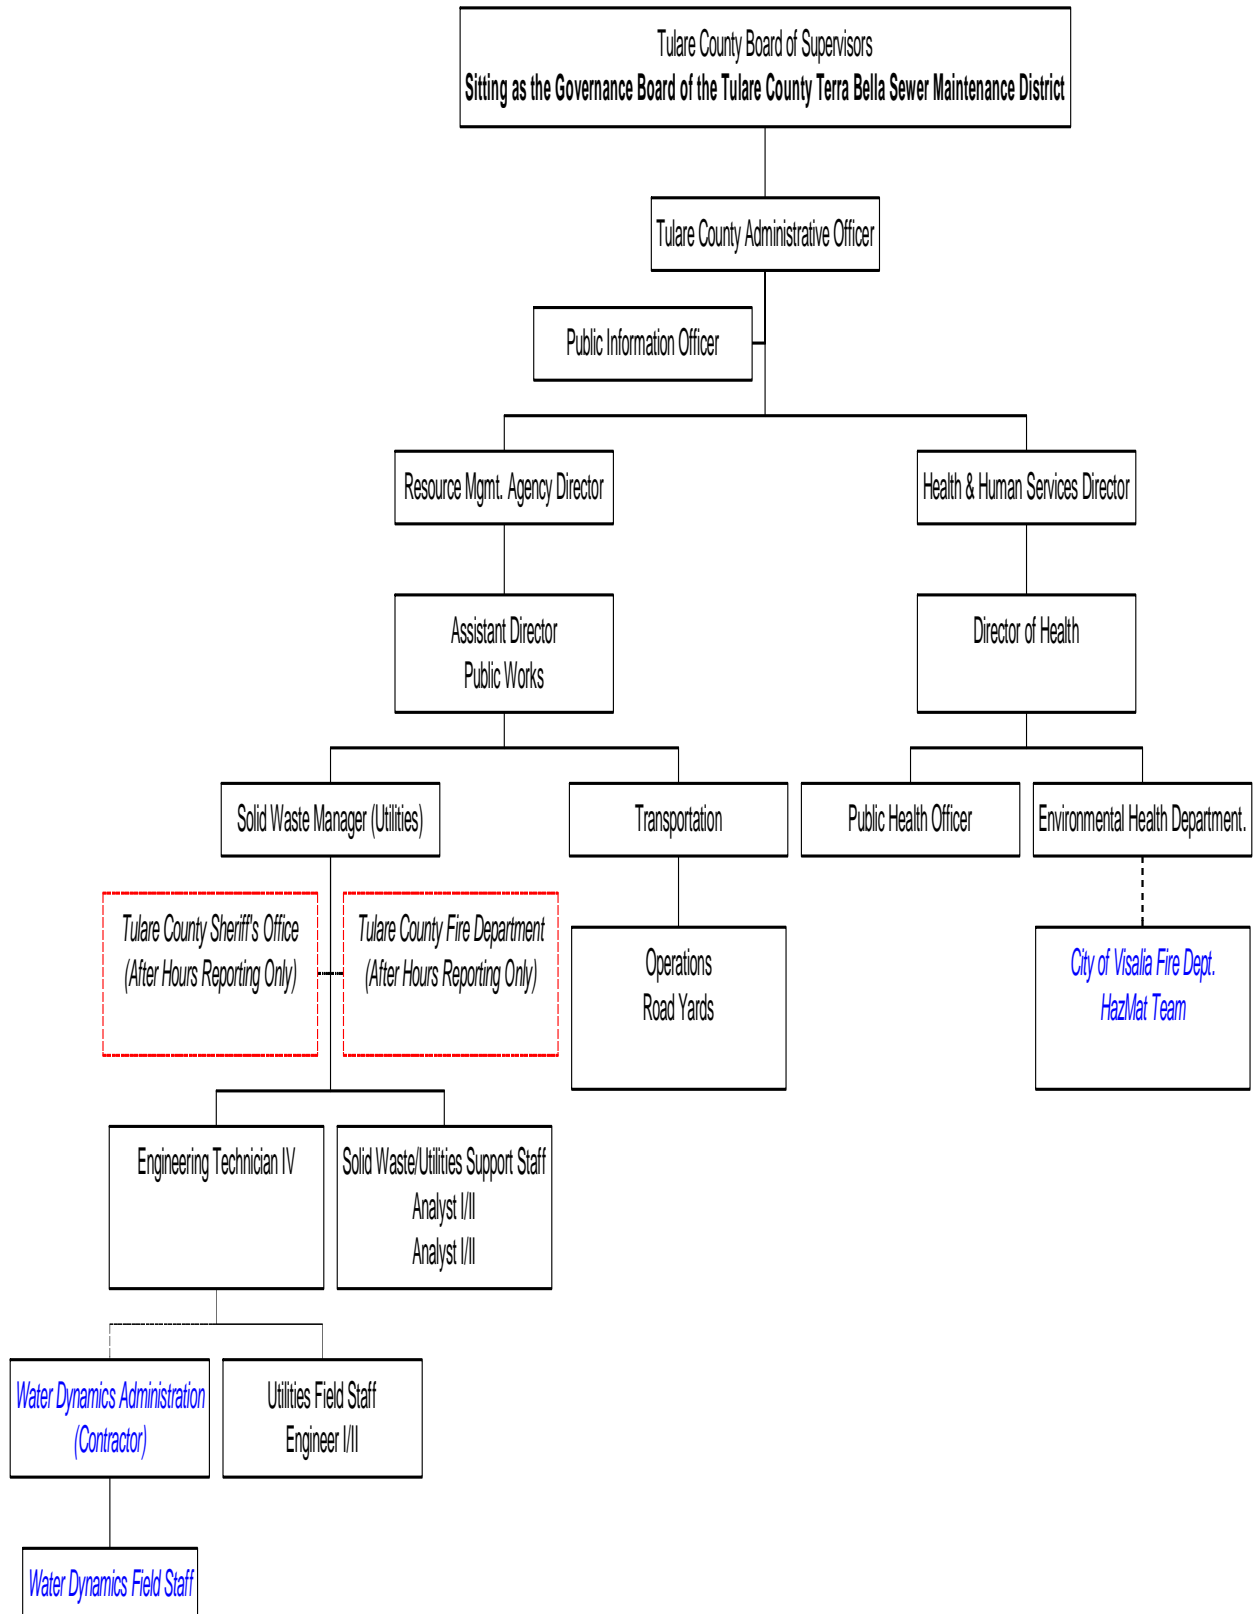 Tulare County Board of Supervisors
Sitting as the Governance Board of the Tulare County Terra Bella Sewer Maintenance District
Tulare County Administrative Officer
Public Information Officer
Resource Mgmt. Agency Director
Health & Human Services Director
Assistant Director
Public Works
Director of Health
Solid Waste Manager (Utilities)
Transportation
Public Health Officer
Environmental Health Department.
Tulare County Sheriff's Office
(After Hours Reporting Only)
Tulare County Fire Department
(After Hours Reporting Only)
Operations
Road Yards
City of Visalia Fire Dept.
HazMat Team
Engineering Technician IV
Solid Waste/Utilities Support Staff
Analyst I/II
Analyst I/II
Water Dynamics Administration
(Contractor)
Utilities Field Staff
Engineer I/II
Water Dynamics Field Staff